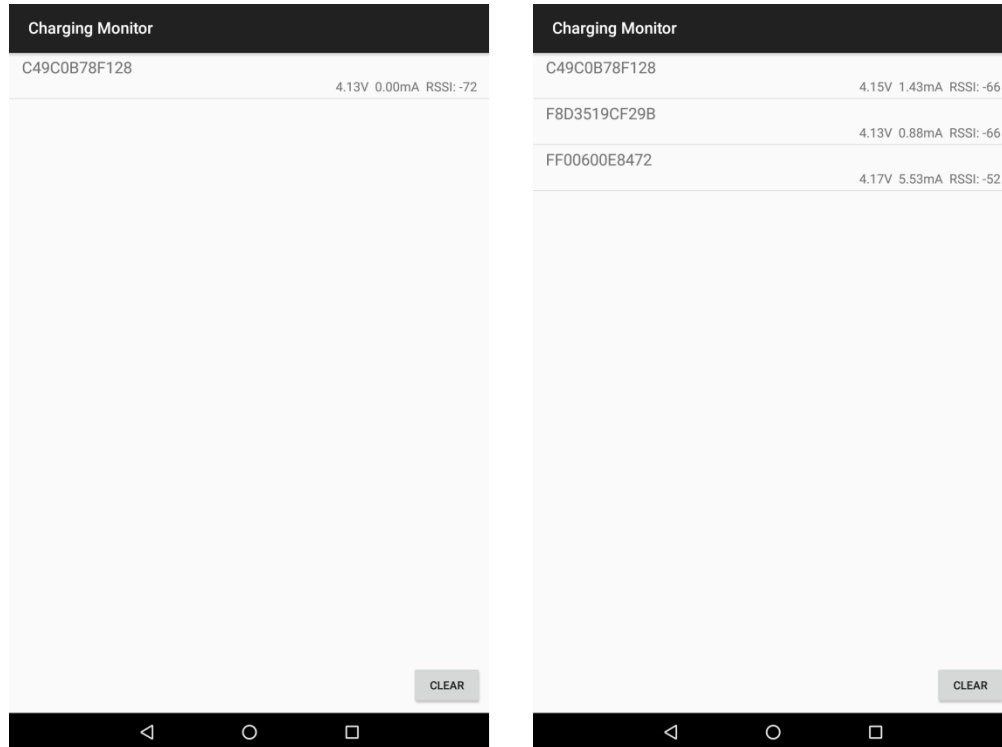 Charging Monitor
C49C0B78F128
4.13V 0.00mA RSSI: -72
CLEAR
Charging Monitor
C49C0B78F128
4.15V 1.43mA RSSI: -66
F8D3519CF29B
4.13V 0.88mA RSSI: -66
FF00600E8472
4.17V 5.53mA RSSI: -52
CLEAR